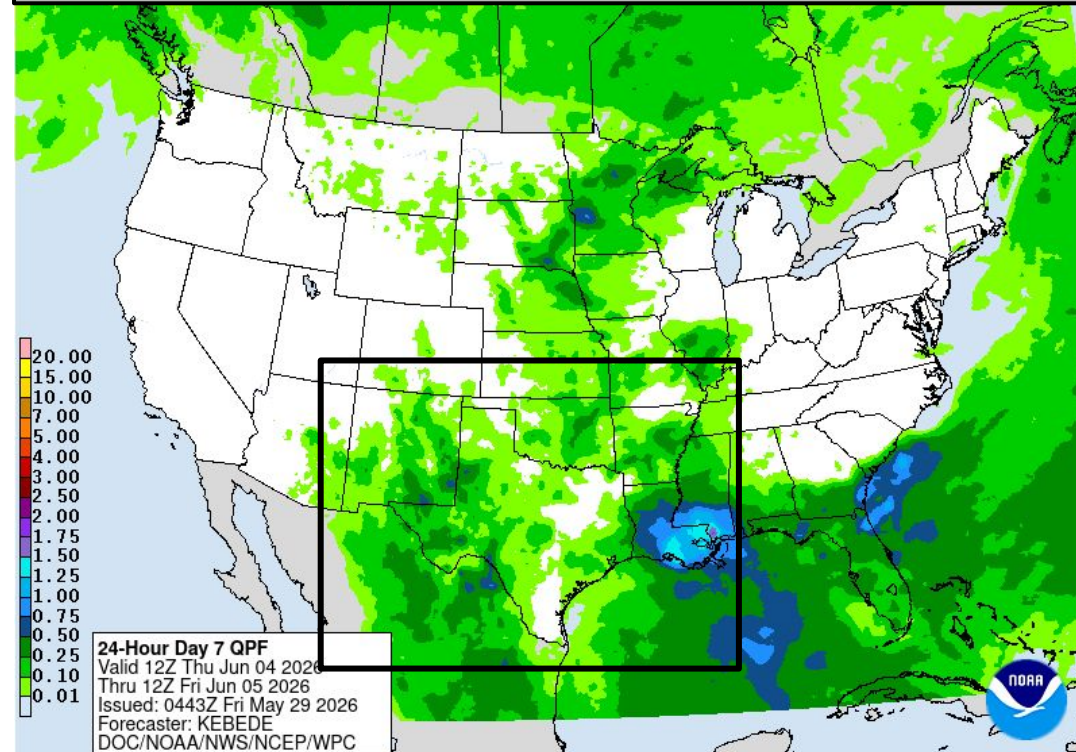 20.00
15.00
10.00
7.00
5.00
4.00
3.00
2.50
2.00
1.75
1.50
1.25
1.00
0.75
0.50
0.25
0.10
0.01
24-Hour Day 7 QPF
Valid 12Z Thu Jun 04 2026
Thru 12Z Fri Jun 05 2026
Issued: 0443Z Fri May 29 2026
Forecaster: KEBEDE
DOC/NOAA/NWS/NCEP/WPC
NOAA